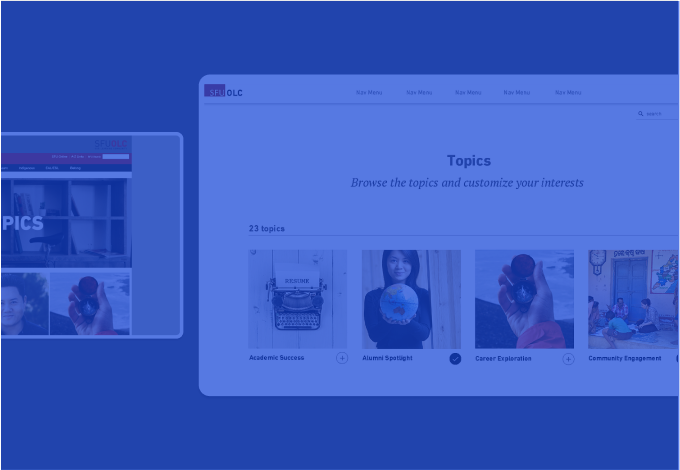 SFU OLC
Nav Menu Nav Menu Nav Menu Nav Menu Nav Menu
search
Topics
Browse the topics and customize your interests
PICS
23 topics
RESUME
Academic Success
Alumni Spotlight
Career Exploration
Community Engagement